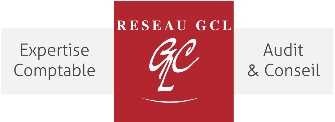 RESEAU GCL
Expertise
Comptable
GCL
Audit
& Conseil